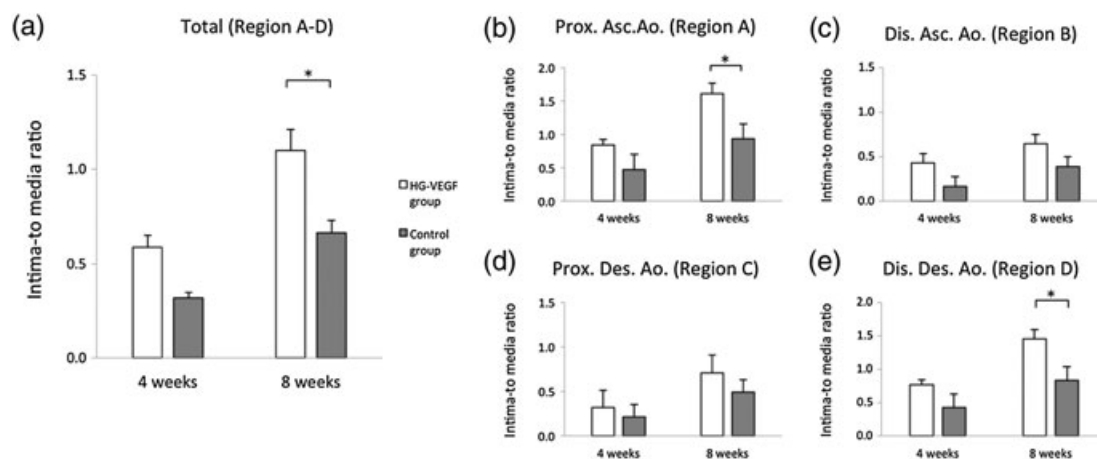 (a)
Total (Region A-D)
Intima-to media ratio
1.5
1.0
0.5
0.0
*
4 weeks
8 weeks
HG-VEGF
group
Control
group
(b)
Prox. Asc.Ao. (Region A)
Intima-to media ratio
2.0
1.5
1.0
0.5
0.0
*
4 weeks
8 weeks
(c)
Dis. Asc. Ao. (Region B)
Intima-to media ratio
1.5
1.0
0.5
0.0
4 weeks
8 weeks
(d)
Prox. Des. Ao. (Region C)
Intima-to media ratio
1.5
1.0
0.5
0.0
4 weeks
8 weeks
(e)
Dis. Des. Ao. (Region D)
Intima-to media ratio
2.0
1.5
1.0
0.5
0.0
*
4 weeks
8 weeks